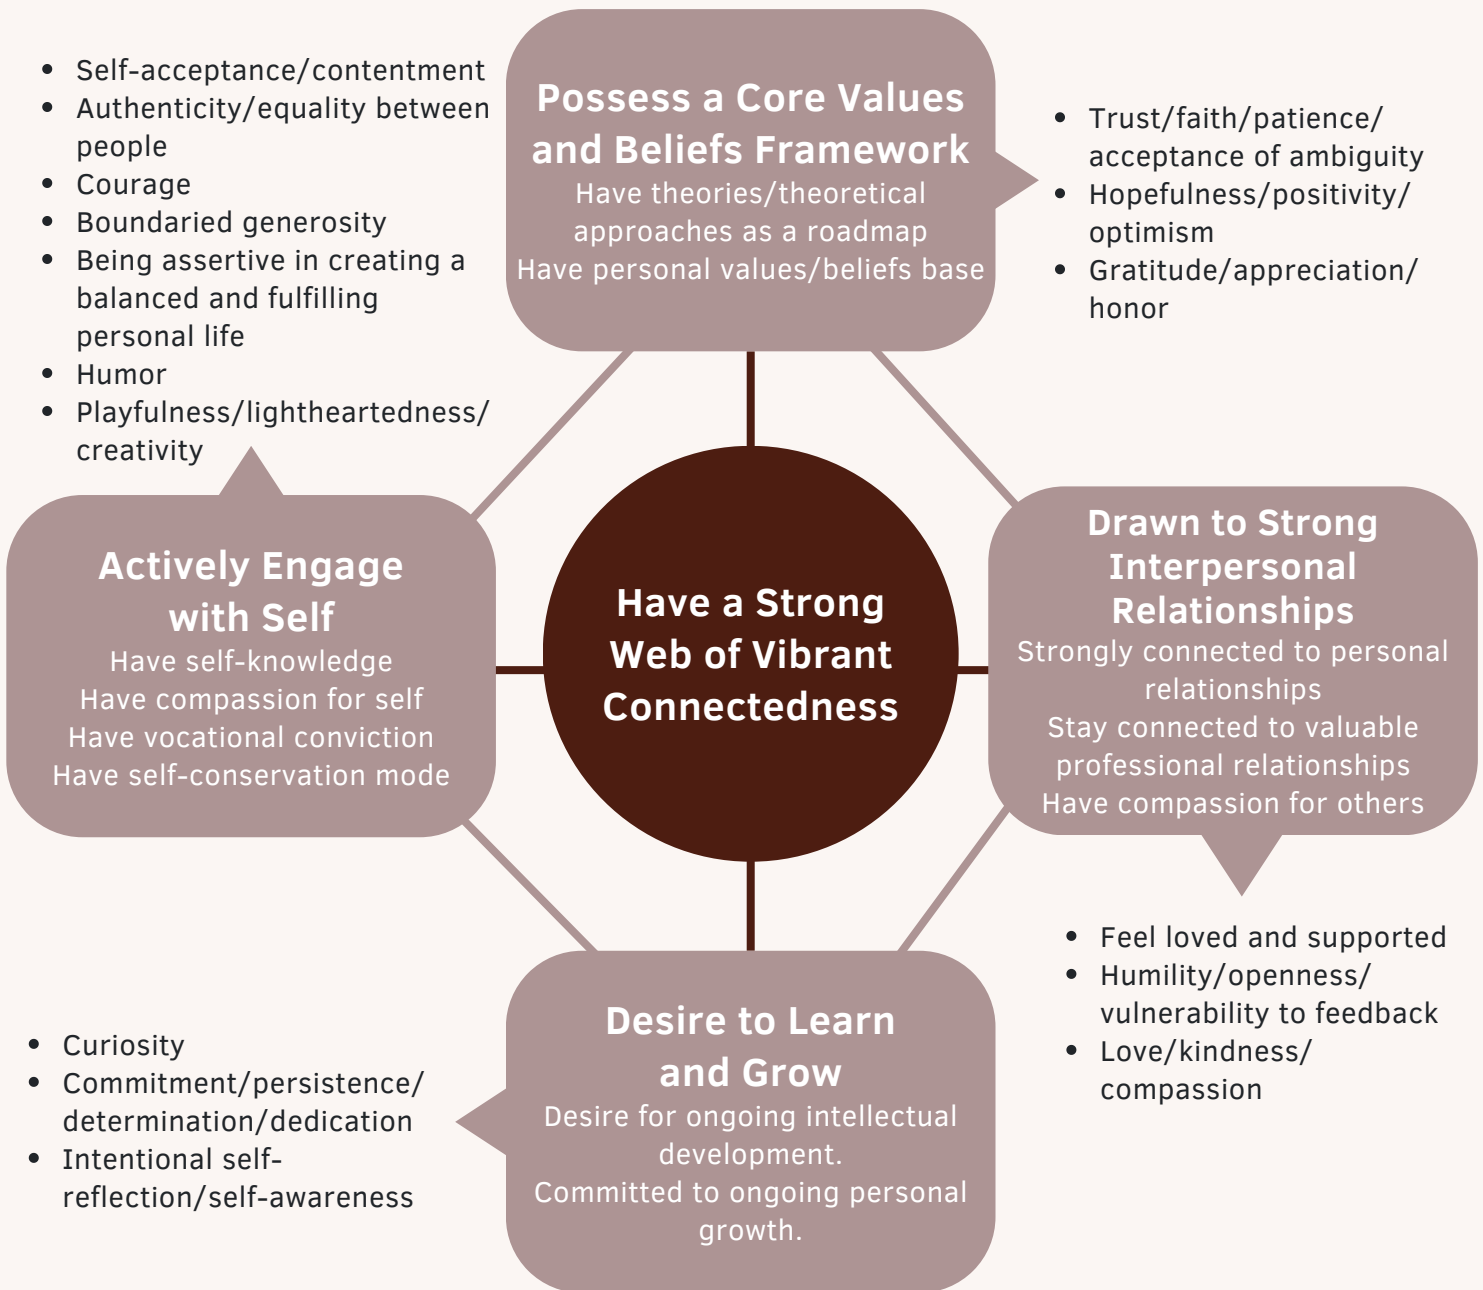 Self-acceptance/contentment
Authenticity/equality between
people
Courage
Boundaried generosity
Being assertive in creating a
balanced and fulfilling
personal life
Humor
Playfulness/lightheartedness/
creativity
Possess a Core Values
and Beliefs Framework
Have theories/theoretical
approaches as a roadmap
Have personal values/beliefs base
Trust/faith/patience/
acceptance of ambiguity
Hopefulness/positivity/
optimism
Gratitude/appreciation/
honor
Actively Engage
with Self
Have self-knowledge
Have compassion for self
Have vocational conviction
Have self-conservation mode
Have a Strong
Web of Vibrant
Connectedness
Drawn to Strong
Interpersonal
Relationships
Strongly connected to personal
relationships
Stay connected to valuable
professional relationships
Have compassion for others
Feel loved and supported
Humility/openness/
vulnerability to feedback
Love/kindness/
compassion
Curiosity
Commitment/persistence/
determination/dedication
Intentional self-
reflection/self-awareness
Desire to Learn
and Grow
Desire for ongoing intellectual
development.
Committed to ongoing personal
growth.